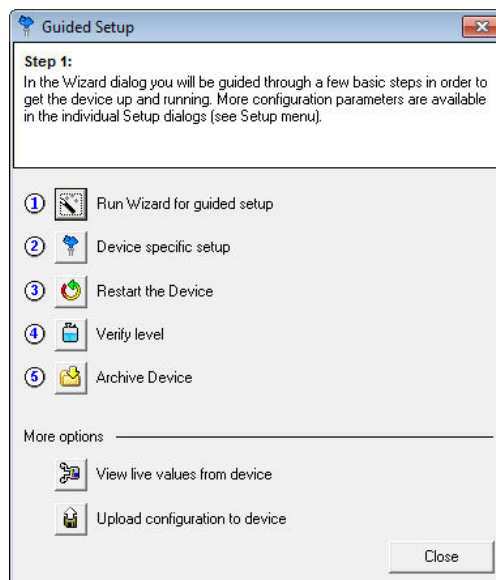 Guided Setup
Step 1:
In the Wizard dialog you will be guided through a few basic steps in order to
get the device up and running. More configuration parameters are available
in the individual Setup dialogs (see Setup menu).
1 Run Wizard for guided setup
2 Device specific setup
3 Restart the Device
4 Verify level
5 Archive Device
More options
View live values from device
Upload configuration to device
Close